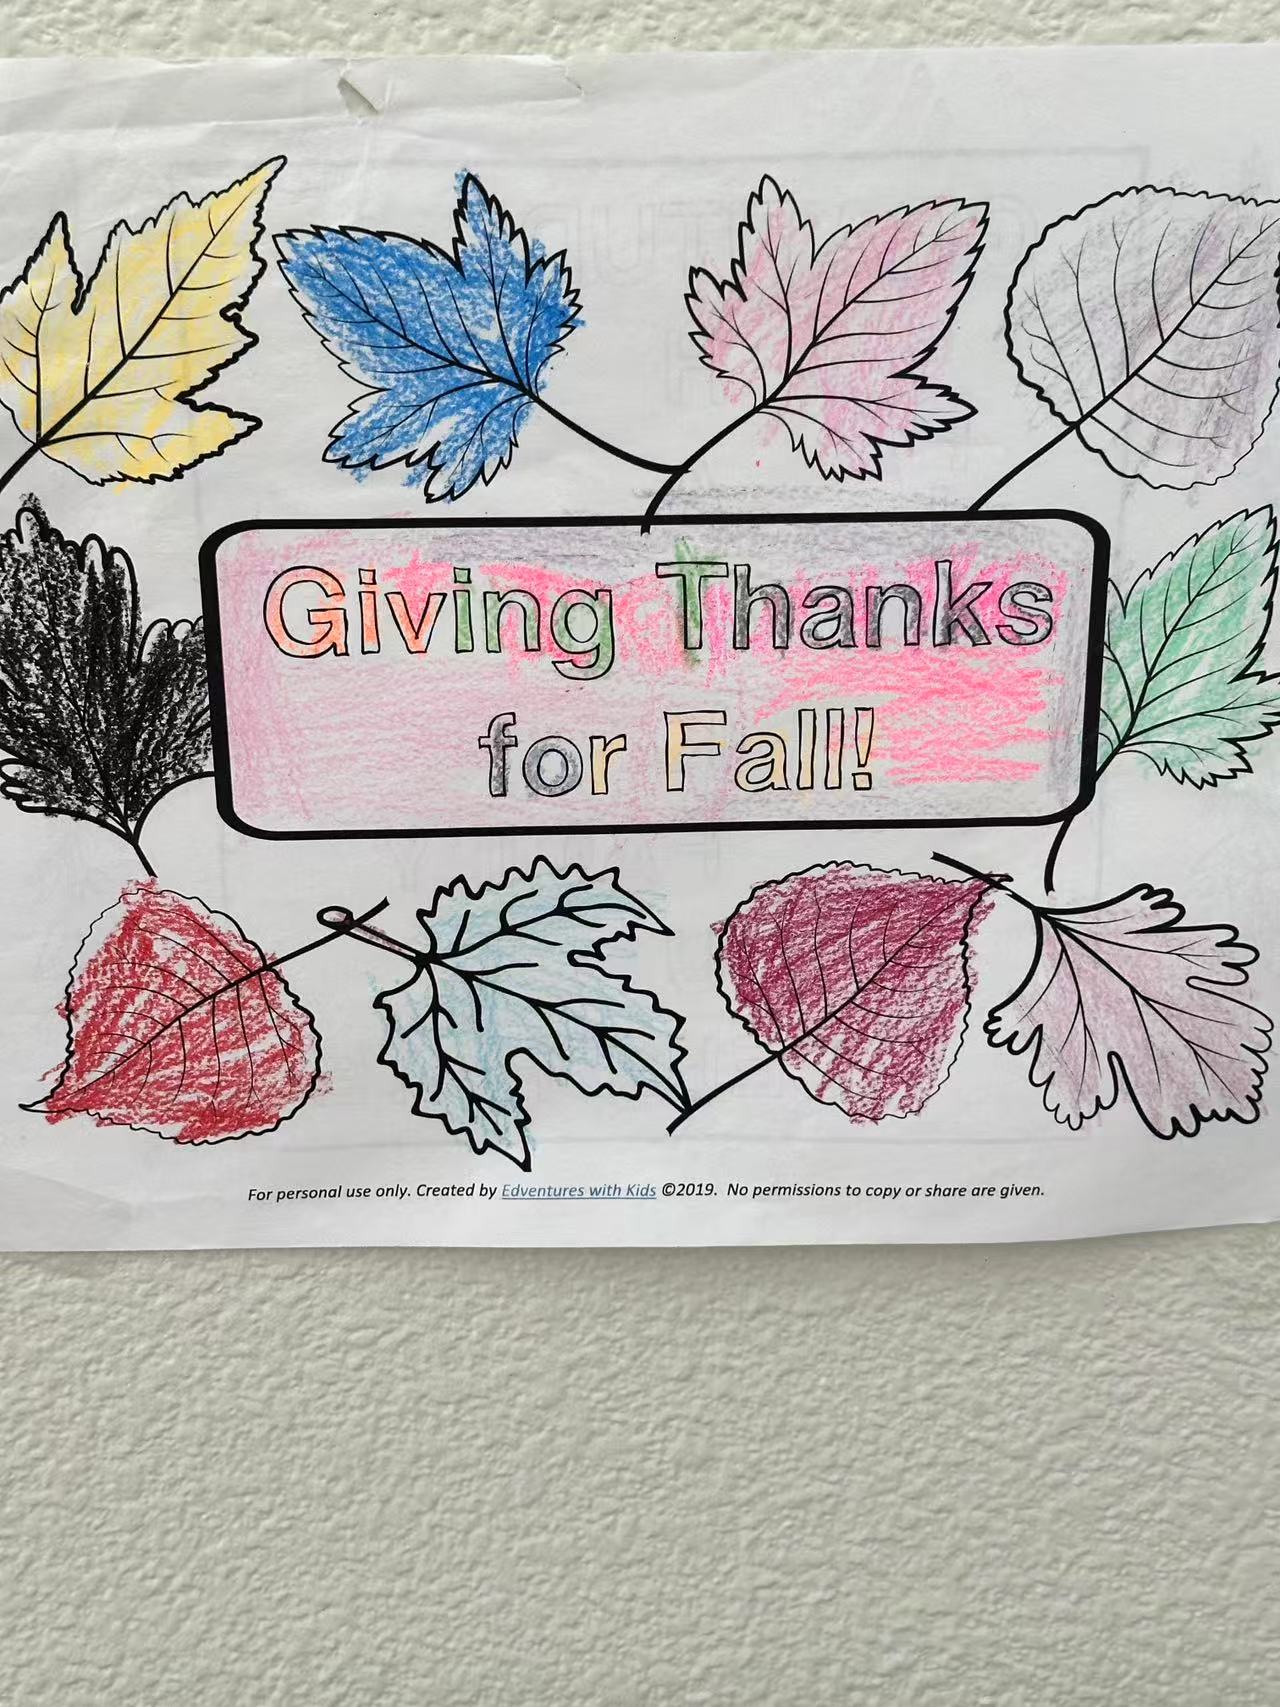 Giving Thanks
for Fall!
For personal use only. Created by Edventures with Kids ©2019. No permissions to copy or share are given.